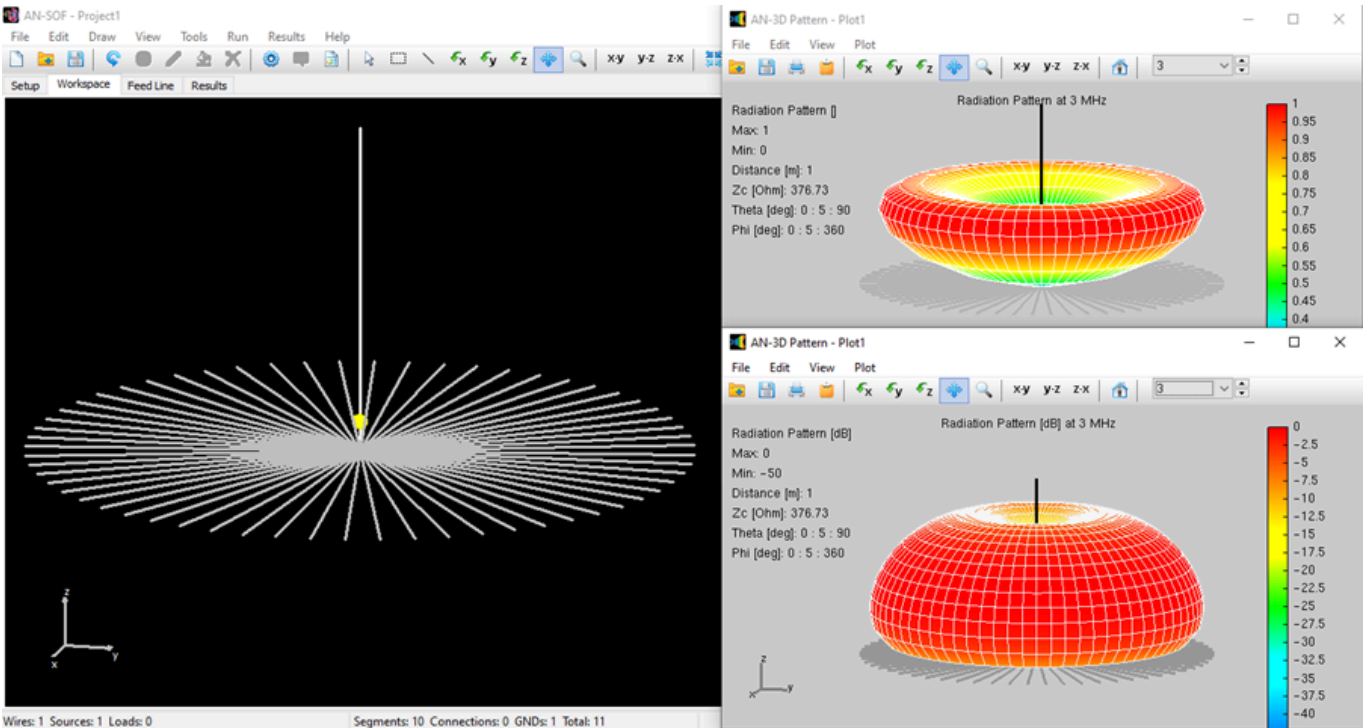 AN-SOF - Project1
File Edit Draw View Tools Run Results Help
x-y y-z z-x
Setup Workspace Feed Line Results
z
x
y
Wires: 1 Sources: 1 Loads: 0 Segments: 10 Connections: 0 GNDs: 1 Total: 11
AN-3D Pattern - Plot1
File Edit View Plot
x-y y-z z-x 3
Radiation Pattern at 3 MHz
Radiation Pattern []
Max: 1
Min: 0
Distance [m]: 1
Zc [Ohm]: 376.73
Theta [deg]: 0 : 5 : 90
Phi [deg]: 0 : 5 : 360
1
0.95
0.9
0.85
0.8
0.75
0.7
0.65
0.6
0.55
0.5
0.45
0.4
AN-3D Pattern - Plot1
File Edit View Plot
x-y y-z z-x 3
Radiation Pattern [dB] at 3 MHz
Radiation Pattern [dB]
Max: 0
Min: -50
Distance [m]: 1
Zc [Ohm]: 376.73
Theta [deg]: 0 : 5 : 90
Phi [deg]: 0 : 5 : 360
0
-2.5
-5
-7.5
-10
-12.5
-15
-17.5
-20
-22.5
-25
-27.5
-30
-32.5
-35
-37.5
-40
z
x
y